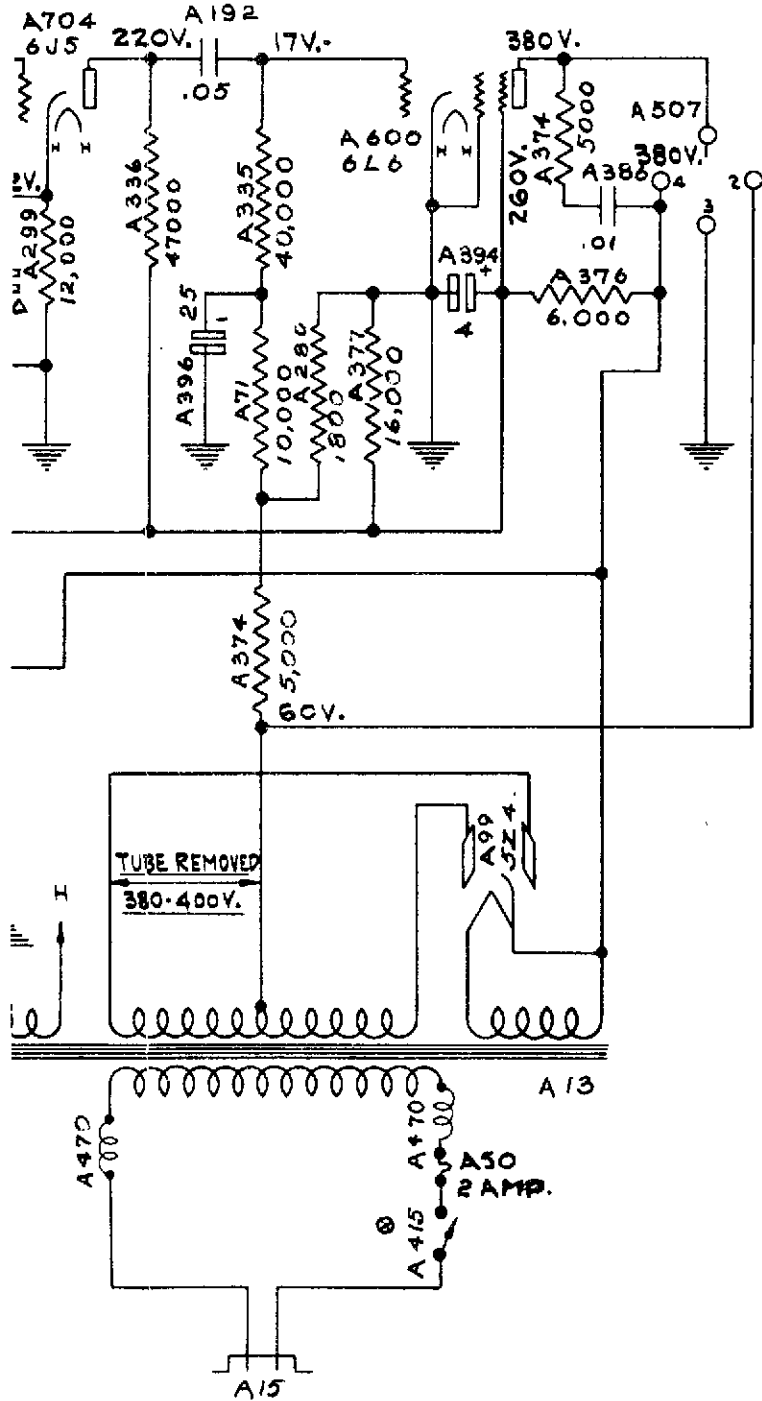 A704
6J5
220V.
A192
.05
17V.-
A600
6L6
380V.
A374
5000
A507
380V.
4
2
3
A386
.01
260V.
A336
47000
A335
40,000
A299
12,000
A394
+
4
A376
6,000
25
A396
A71
10,000
A280
1800
A377
16,000
A374
5,000
60V.
TUBE REMOVED
380-400V.
A99
5Z4
H
A13
A470
A470
A50
2 AMP.
A415
A15